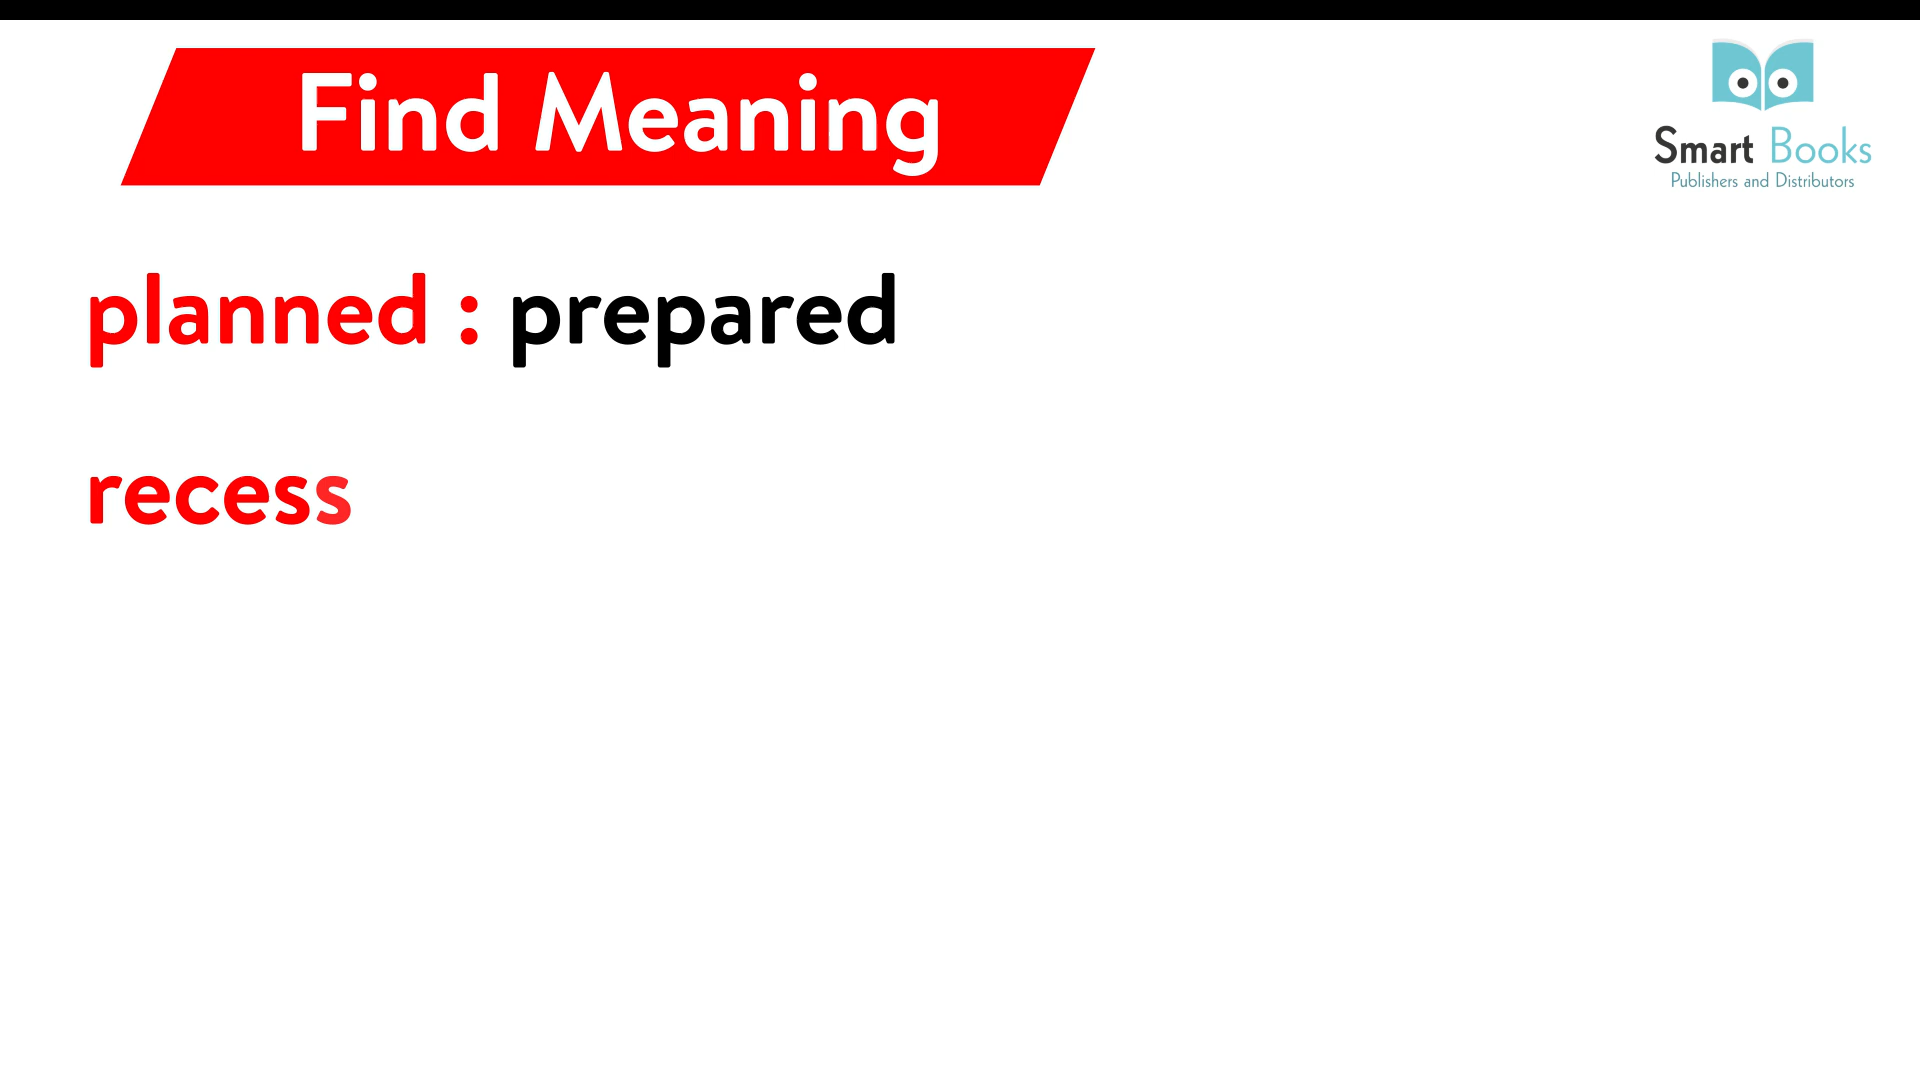 Find Meaning
Smart Books
Publishers and Distributors
planned : prepared
recess